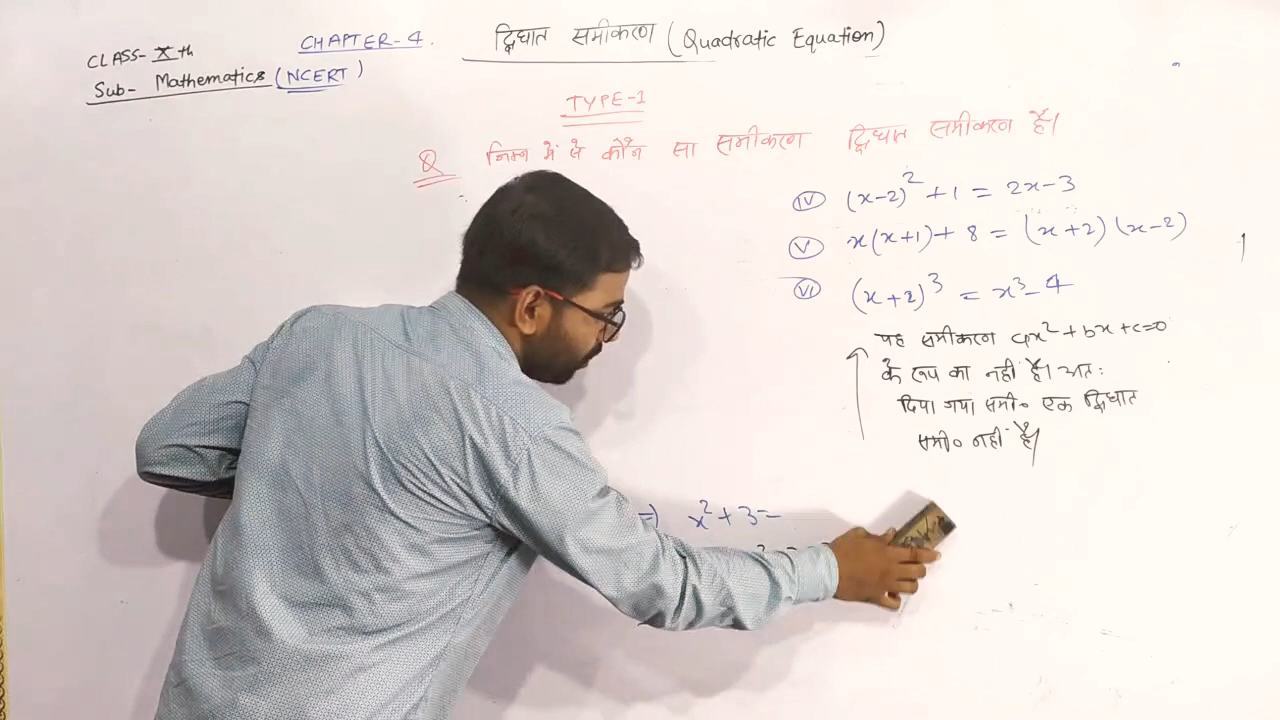 CLASS- Xth
CHAPTER-4.
द्विघात समीकरण (Quadratic Equation)
Sub- Mathematics (NCERT)
TYPE-1
Q निम्न में से कौन सा समीकरण द्विघात समीकरण है।
(iv) (x-2)² + 1 = 2x-3
(v) x(x+1)+ 8 = (x+2)(x-2)
(vi) (x+2)³ = x³-4
यह समीकरण ax²+bx+c=0
के रूप का नहीं है। अत:
दिया गया समी० एक द्विघात
समी० नहीं है।
=) x²+3=